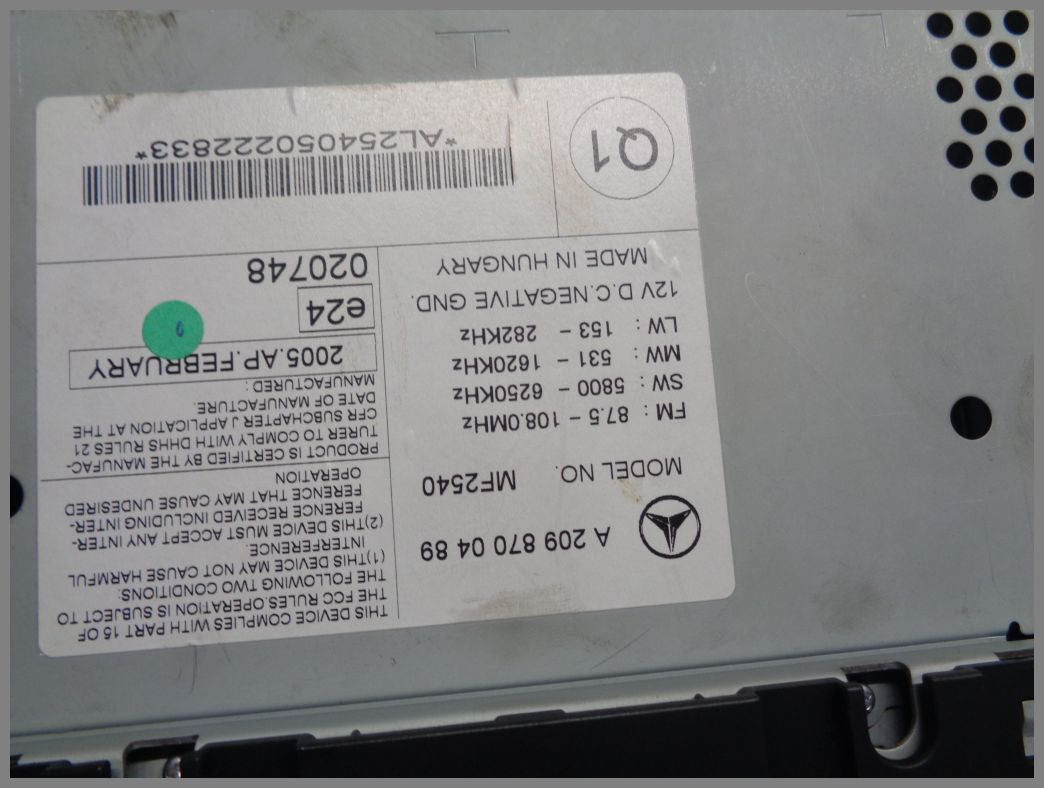 THIS DEVICE COMPLIES WITH PART 15 OF
THE FCC RULES.OPERATION IS SUBJECT TO
THE FOLLOWING TWO CONDITIONS:
(1)THIS DEVICE MAY NOT CAUSE HARMFUL
INTERFERENCE.
(2)THIS DEVICE MUST ACCEPT ANY INTER-
FERENCE RECEIVED INCLUDING INTER-
FERENCE THAT MAY CAUSE UNDESIRED
OPERATION
PRODUCT IS CERTIFIED BY THE MANUFAC-
TURER TO COMPLY WITH DHHS RULES 21
CFR SUBCHAPTER J APPLICATION AT THE
DATE OF MANUFACTURE.
MANUFACTURED:
2005.AP.FEBRUARY
e24
020748
A 209 870 04 89
MODEL NO. MF2540
FM : 87.5 – 108.0MHz
SW : 5800 – 6250KHz
MW : 531 – 1620KHz
LW : 153 – 282KHz
12V D.C.NEGATIVE GND.
MADE IN HUNGARY
Q1
*AL254050222833*